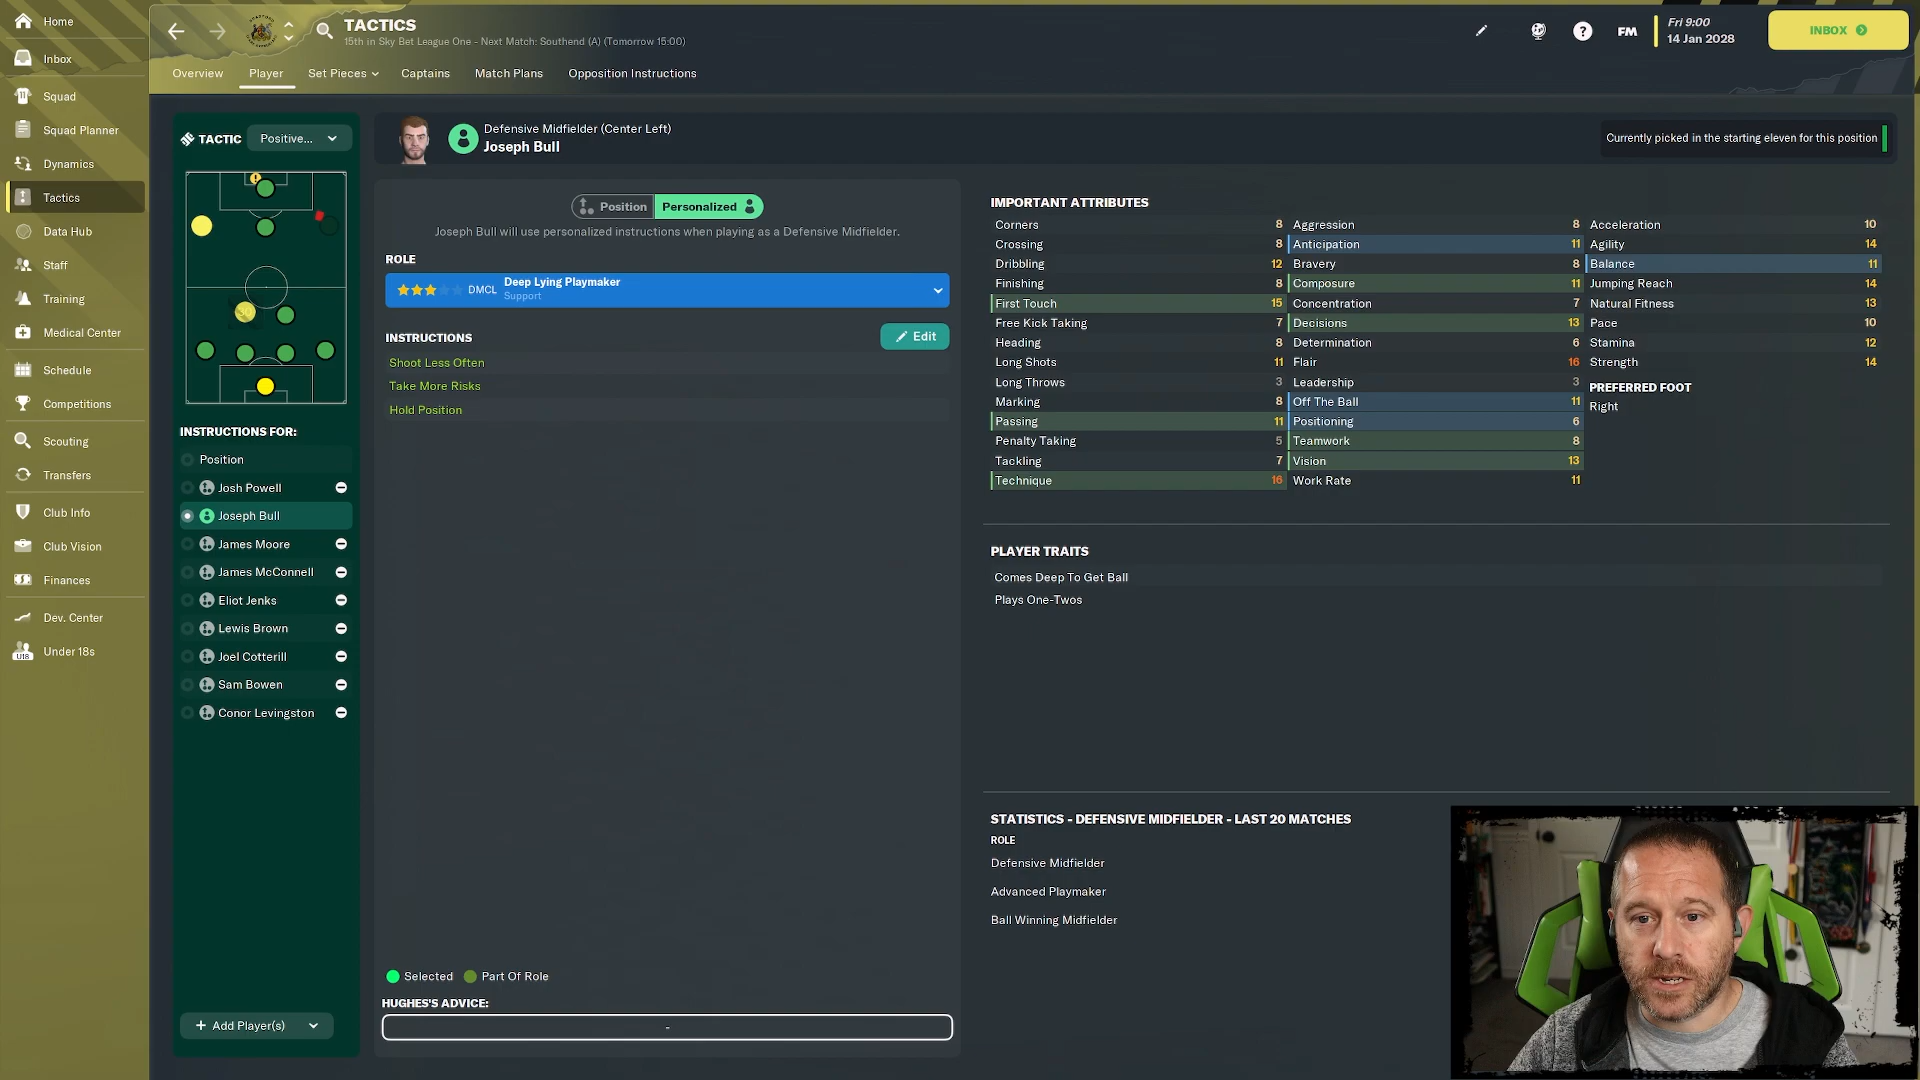 Home
Inbox
Squad
Squad Planner
Dynamics
Tactics
Data Hub
Staff
Training
Medical Center
Schedule
Competitions
Scouting
Transfers
Club Info
Club Vision
Finances
Dev. Center
U18 Under 18s
TACTICS
15th in Sky Bet League One - Next Match: Southend (A) (Tomorrow 15:00)
FM
Fri 9:00
14 Jan 2028
INBOX
Overview Player Set Pieces Captains Match Plans Opposition Instructions
TACTIC Positive...
INSTRUCTIONS FOR:
Position
Josh Powell
Joseph Bull
James Moore
James McConnell
Eliot Jenks
Lewis Brown
Joel Cotterill
Sam Bowen
Conor Levingston
+ Add Player(s)
Defensive Midfielder (Center Left)
Joseph Bull
Currently picked in the starting eleven for this position
Position Personalized
Joseph Bull will use personalized instructions when playing as a Defensive Midfielder.
ROLE
DMCL Deep Lying Playmaker
Support
INSTRUCTIONS
Edit
Shoot Less Often
Take More Risks
Hold Position
Selected Part Of Role
HUGHES'S ADVICE:
-
IMPORTANT ATTRIBUTES
Corners 8 Aggression 8 Acceleration 10
Crossing 8 Anticipation 11 Agility 14
Dribbling 12 Bravery 8 Balance 11
Finishing 8 Composure 11 Jumping Reach 14
First Touch 15 Concentration 7 Natural Fitness 13
Free Kick Taking 7 Decisions 13 Pace 10
Heading 8 Determination 6 Stamina 12
Long Shots 11 Flair 16 Strength 14
Long Throws 3 Leadership 3 PREFERRED FOOT
Marking 8 Off The Ball 11 Right
Passing 11 Positioning 6
Penalty Taking 5 Teamwork 8
Tackling 7 Vision 13
Technique 16 Work Rate 11
PLAYER TRAITS
Comes Deep To Get Ball
Plays One-Twos
STATISTICS - DEFENSIVE MIDFIELDER - LAST 20 MATCHES
ROLE
Defensive Midfielder
Advanced Playmaker
Ball Winning Midfielder